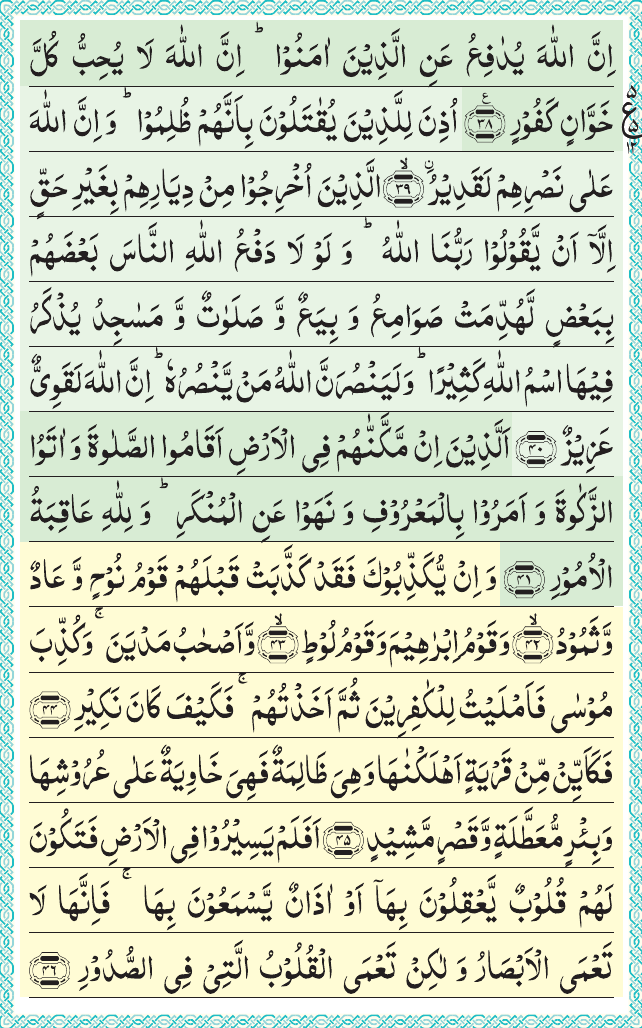 اِنَّ اللّٰهَ يُدٰفِعُ عَنِ الَّذِيْنَ اٰمَنُوْا ؕ اِنَّ اللّٰهَ لَا يُحِبُّ كُلَّ
خَوَّانٍ كَفُوْرٍ ﴿۳۸﴾ اُذِنَ لِلَّذِيْنَ يُقٰتَلُوْنَ بِاَنَّهُمْ ظُلِمُوْا ؕ وَ اِنَّ اللّٰهَ
عَلٰى نَصْرِهِمْ لَقَدِيْرُ ۨ ﴿ۙ۳۹﴾ الَّذِيْنَ اُخْرِجُوْا مِنْ دِيَارِهِمْ بِغَيْرِ حَقٍّ
اِلَّاۤ اَنْ يَّقُوْلُوْا رَبُّنَا اللّٰهُ ؕ وَ لَوْ لَا دَفْعُ اللّٰهِ النَّاسَ بَعْضَهُمْ
بِبَعْضٍ لَّهُدِّمَتْ صَوَامِعُ وَ بِيَعٌ وَّ صَلَوٰتٌ وَّ مَسٰجِدُ يُذْكَرُ
فِيْهَا اسْمُ اللّٰهِ كَثِيْرًا ؕ وَلَيَنْصُرَنَّ اللّٰهُ مَنْ يَّنْصُرُهٗ ؕ اِنَّ اللّٰهَ لَقَوِيٌّ
عَزِيْزٌ ﴿۴۰﴾ اَلَّذِيْنَ اِنْ مَّكَّنّٰهُمْ فِى الْاَرْضِ اَقَامُوا الصَّلٰوةَ وَ اٰتَوُا
الزَّكٰوةَ وَ اَمَرُوْا بِالْمَعْرُوْفِ وَ نَهَوْا عَنِ الْمُنْكَرِ ؕ وَ لِلّٰهِ عَاقِبَةُ
الْاُمُوْرِ ﴿۴۱﴾ وَ اِنْ يُّكَذِّبُوْكَ فَقَدْ كَذَّبَتْ قَبْلَهُمْ قَوْمُ نُوْحٍ وَّ عَادٌ
وَّثَمُوْدُ ﴿ۙ۴۲﴾ وَقَوْمُ اِبْرٰهِيْمَ وَقَوْمُ لُوْطٍ ﴿ۙ۴۳﴾ وَّاَصْحٰبُ مَدْيَنَ ۚ وَكُذِّبَ
مُوْسٰى فَاَمْلَيْتُ لِلْكٰفِرِيْنَ ثُمَّ اَخَذْتُهُمْ ۚ فَكَيْفَ كَانَ نَكِيْرِ ﴿۴۴﴾
فَكَاَيِّنْ مِّنْ قَرْيَةٍ اَهْلَكْنٰهَا وَهِىَ ظَالِمَةٌ فَهِىَ خَاوِيَةٌ عَلٰى عُرُوْشِهَا
وَبِئْرٍ مُّعَطَّلَةٍ وَّقَصْرٍ مَّشِيْدٍ ﴿۴۵﴾ اَفَلَمْ يَسِيْرُوْا فِى الْاَرْضِ فَتَكُوْنَ
لَهُمْ قُلُوْبٌ يَّعْقِلُوْنَ بِهَاۤ اَوْ اٰذَانٌ يَّسْمَعُوْنَ بِهَا ۚ فَاِنَّهَا لَا
تَعْمَى الْاَبْصَارُ وَ لٰكِنْ تَعْمَى الْقُلُوْبُ الَّتِىْ فِى الصُّدُوْرِ ﴿۴۶﴾